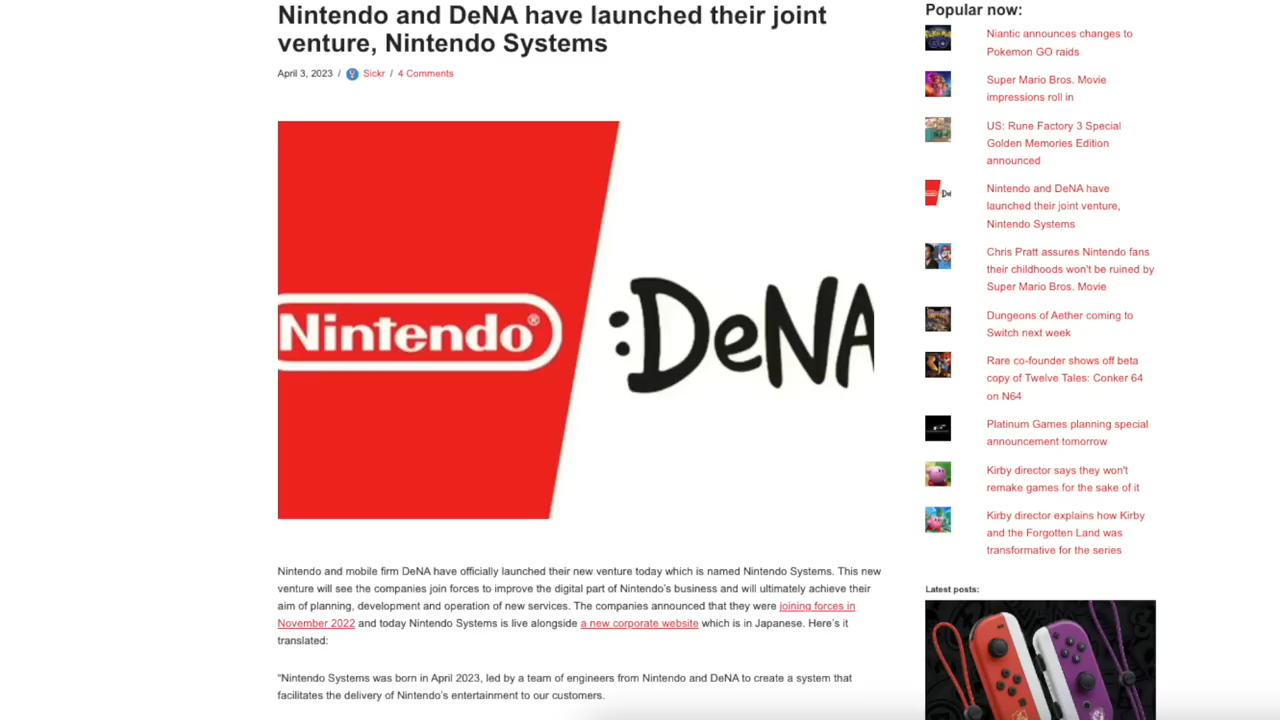 Nintendo and DeNA have launched their joint
venture, Nintendo Systems
April 3, 2023 / Sickr / 4 Comments
Nintendo®
:DeNA
Nintendo and mobile firm DeNA have officially launched their new venture today which is named Nintendo Systems. This new
venture will see the companies join forces to improve the digital part of Nintendo's business and will ultimately achieve their
aim of planning, development and operation of new services. The companies announced that they were joining forces in
November 2022 and today Nintendo Systems is live alongside a new corporate website which is in Japanese. Here's it
translated:
"Nintendo Systems was born in April 2023, led by a team of engineers from Nintendo and DeNA to create a system that
facilitates the delivery of Nintendo's entertainment to our customers.
Popular now:
Niantic announces changes to
Pokemon GO raids
Super Mario Bros. Movie
impressions roll in
US: Rune Factory 3 Special
Golden Memories Edition
announced
Nintendo and DeNA have
launched their joint venture,
Nintendo Systems
Chris Pratt assures Nintendo fans
their childhoods won't be ruined by
Super Mario Bros. Movie
Dungeons of Aether coming to
Switch next week
Rare co-founder shows off beta
copy of Twelve Tales: Conker 64
on N64
Platinum Games planning special
announcement tomorrow
Kirby director says they won't
remake games for the sake of it
Kirby director explains how Kirby
and the Forgotten Land was
transformative for the series
Latest posts: